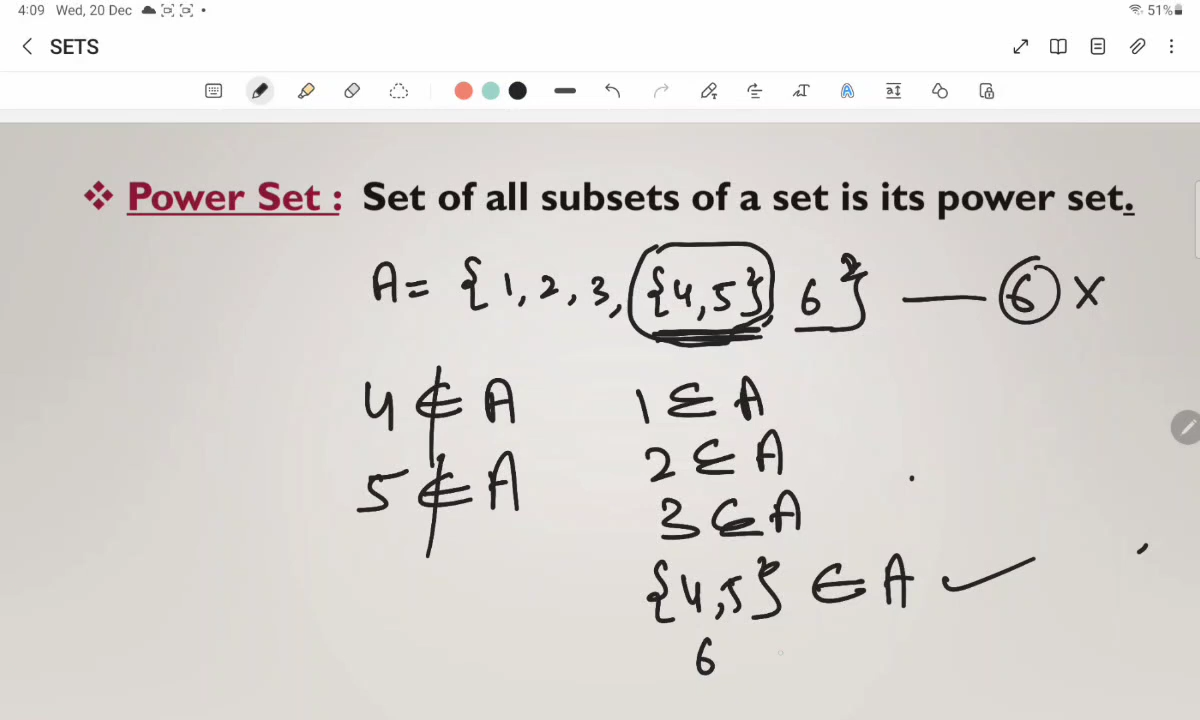 4:09 Wed, 20 Dec 51%
SETS
❖ Power Set : Set of all subsets of a set is its power set.
A = {1, 2, 3, {4, 5}, 6} — 6 ×
4 ∉ A 1 ∈ A
5 ∉ A 2 ∈ A
3 ∈ A
{4, 5} ∈ A ✓
6